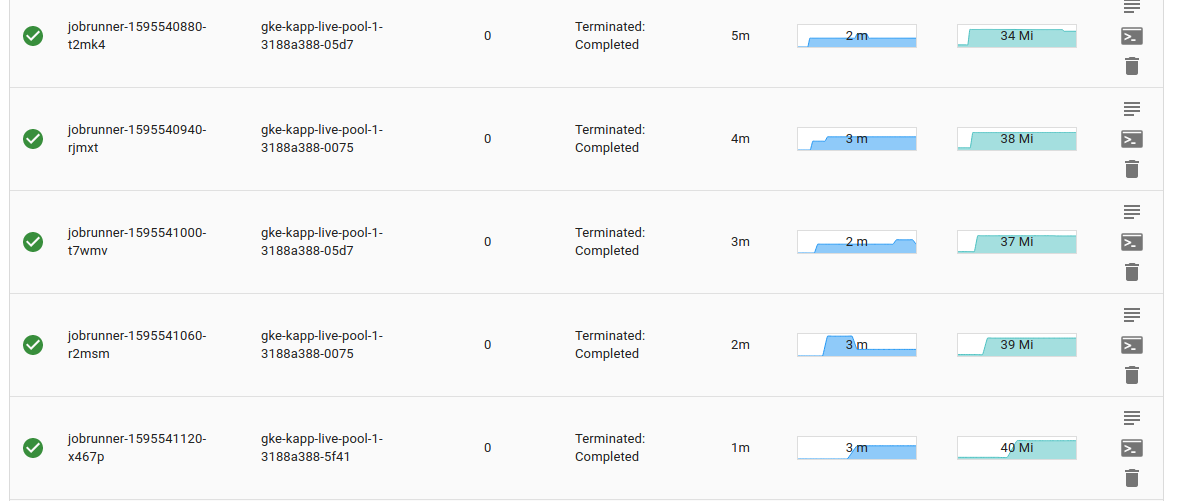 jobrunner-1595540880-
t2mk4
gke-kapp-live-pool-1-
3188a388-05d7
0
Terminated:
Completed
5m
2 m
34 Mi
jobrunner-1595540940-
rjmxt
gke-kapp-live-pool-1-
3188a388-0075
0
Terminated:
Completed
4m
3 m
38 Mi
jobrunner-1595541000-
t7wmv
gke-kapp-live-pool-1-
3188a388-05d7
0
Terminated:
Completed
3m
2 m
37 Mi
jobrunner-1595541060-
r2msm
gke-kapp-live-pool-1-
3188a388-0075
0
Terminated:
Completed
2m
3 m
39 Mi
jobrunner-1595541120-
x467p
gke-kapp-live-pool-1-
3188a388-5f41
0
Terminated:
Completed
1m
3 m
40 Mi